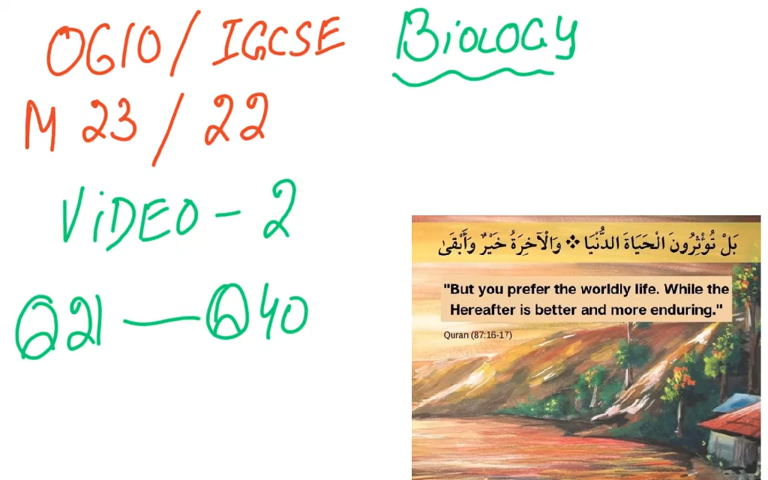 0610 / IGCSE Biology
M 23 / 22
ViDEO - 2
Q21 — Q40
بَلْ تُؤْثِرُونَ الْحَيَاةَ الدُّنْيَا ❖ وَالْآخِرَةُ خَيْرٌ وَأَبْقَىٰ
"But you prefer the worldly life. While the
Hereafter is better and more enduring."
Quran (87:16-17)